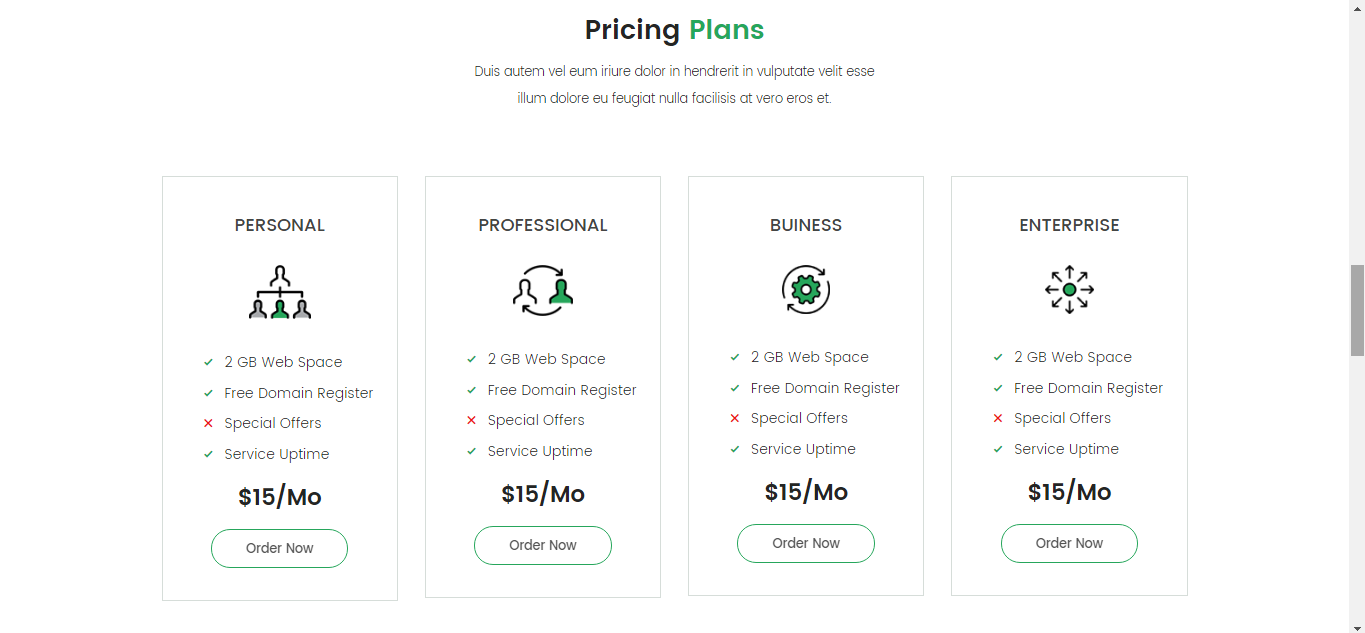 Pricing Plans
Duis autem vel eum iriure dolor in hendrerit in vulputate velit esse
illum dolore eu feugiat nulla facilisis at vero eros et.
PERSONAL
2 GB Web Space
Free Domain Register
Special Offers
Service Uptime
$15/Mo
Order Now
PROFESSIONAL
2 GB Web Space
Free Domain Register
Special Offers
Service Uptime
$15/Mo
Order Now
BUINESS
2 GB Web Space
Free Domain Register
Special Offers
Service Uptime
$15/Mo
Order Now
ENTERPRISE
2 GB Web Space
Free Domain Register
Special Offers
Service Uptime
$15/Mo
Order Now